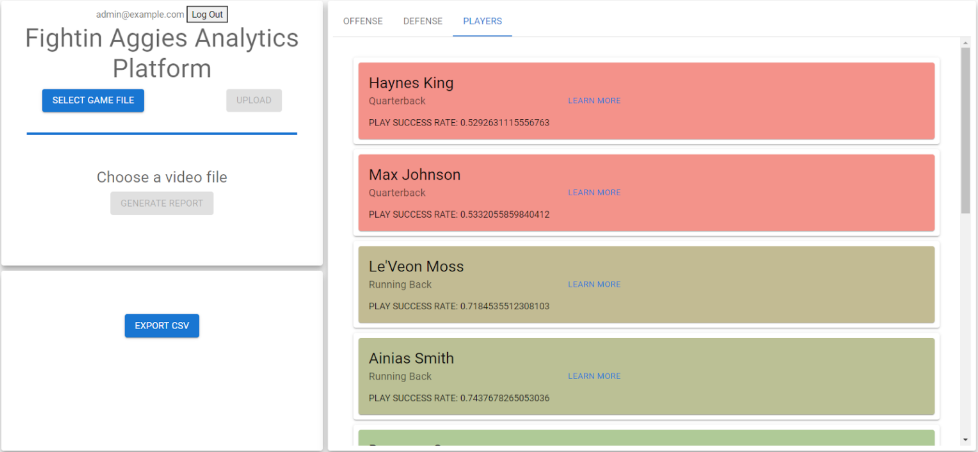 admin@example.com Log Out
Fightin Aggies Analytics
Platform
SELECT GAME FILE
UPLOAD
Choose a video file
GENERATE REPORT
EXPORT CSV
OFFENSE DEFENSE PLAYERS
Haynes King
Quarterback
LEARN MORE
PLAY SUCCESS RATE: 0.5292631115556763
Max Johnson
Quarterback
LEARN MORE
PLAY SUCCESS RATE: 0.5332055859840412
Le'Veon Moss
Running Back
LEARN MORE
PLAY SUCCESS RATE: 0.7184535512308103
Ainias Smith
Running Back
LEARN MORE
PLAY SUCCESS RATE: 0.7437678265053036